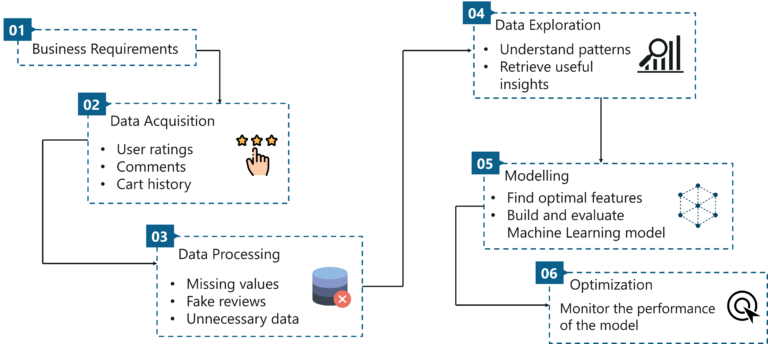 01
Business Requirements
02
Data Acquisition
• User ratings
• Comments
• Cart history
03
Data Processing
• Missing values
• Fake reviews
• Unnecessary data
04
Data Exploration
• Understand patterns
• Retrieve useful
insights
05
Modelling
• Find optimal features
• Build and evaluate
Machine Learning model
06
Optimization
Monitor the performance
of the model